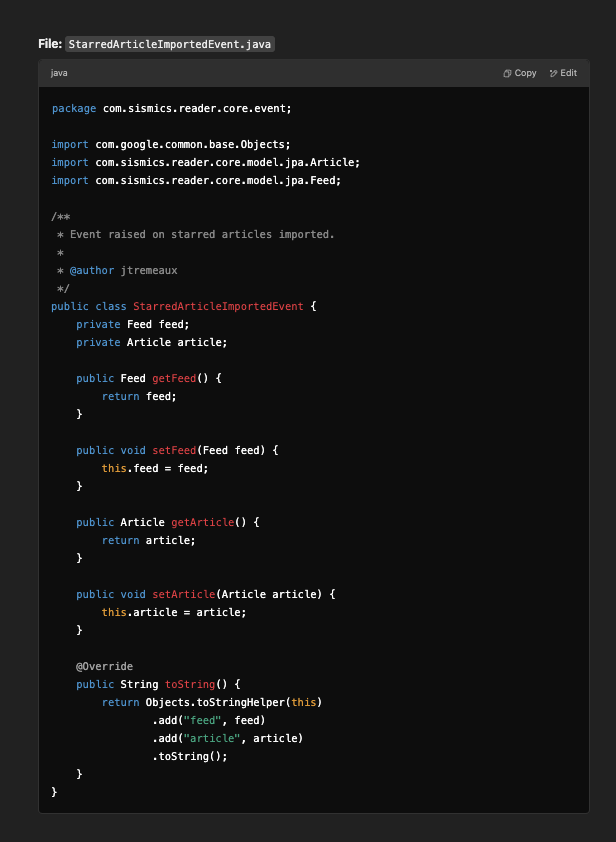 File: StarredArticleImportedEvent.java
java Copy Edit
package com.sismics.reader.core.event;
import com.google.common.base.Objects;
import com.sismics.reader.core.model.jpa.Article;
import com.sismics.reader.core.model.jpa.Feed;
/**
 * Event raised on starred articles imported.
 *
 * @author jtremeaux
 */
public class StarredArticleImportedEvent {
    private Feed feed;
    private Article article;
    public Feed getFeed() {
        return feed;
    }
    public void setFeed(Feed feed) {
        this.feed = feed;
    }
    public Article getArticle() {
        return article;
    }
    public void setArticle(Article article) {
        this.article = article;
    }
    @Override
    public String toString() {
        return Objects.toStringHelper(this)
                .add("feed", feed)
                .add("article", article)
                .toString();
    }
}